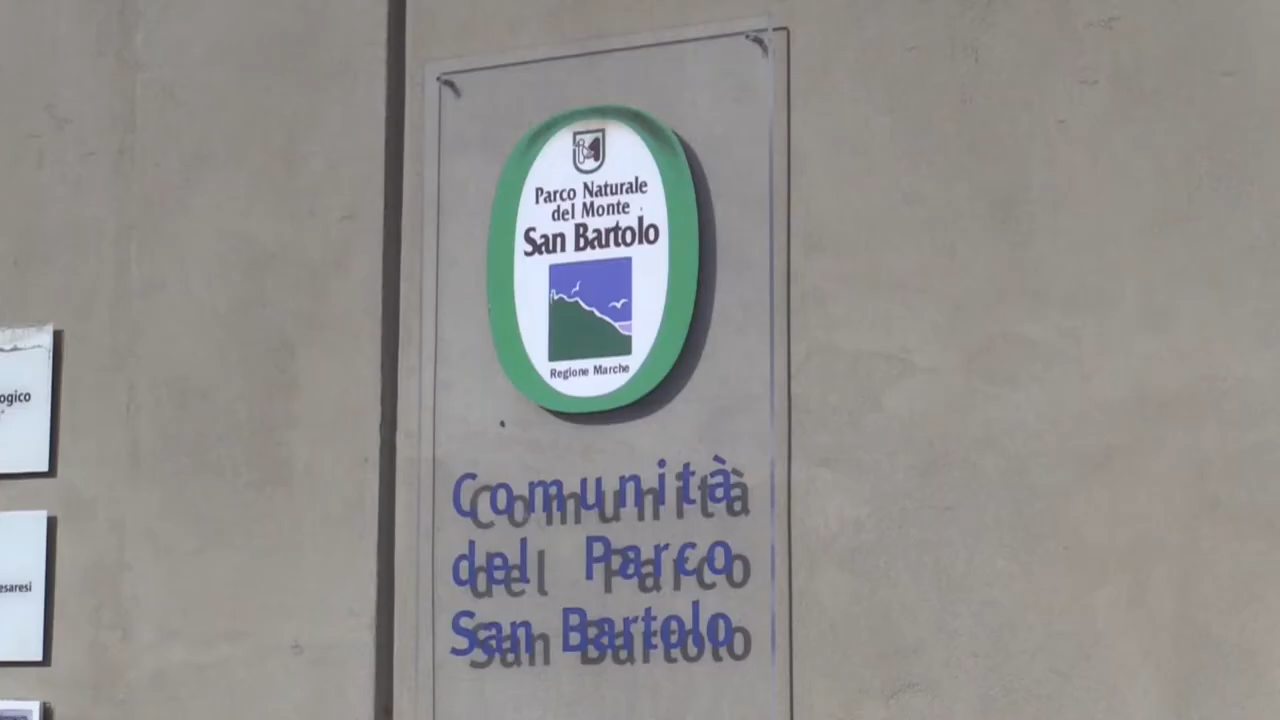 Parco Naturale
del Monte
San Bartolo
Regione Marche
Comunità
del Parco
San Bartolo
ogico
esaresi